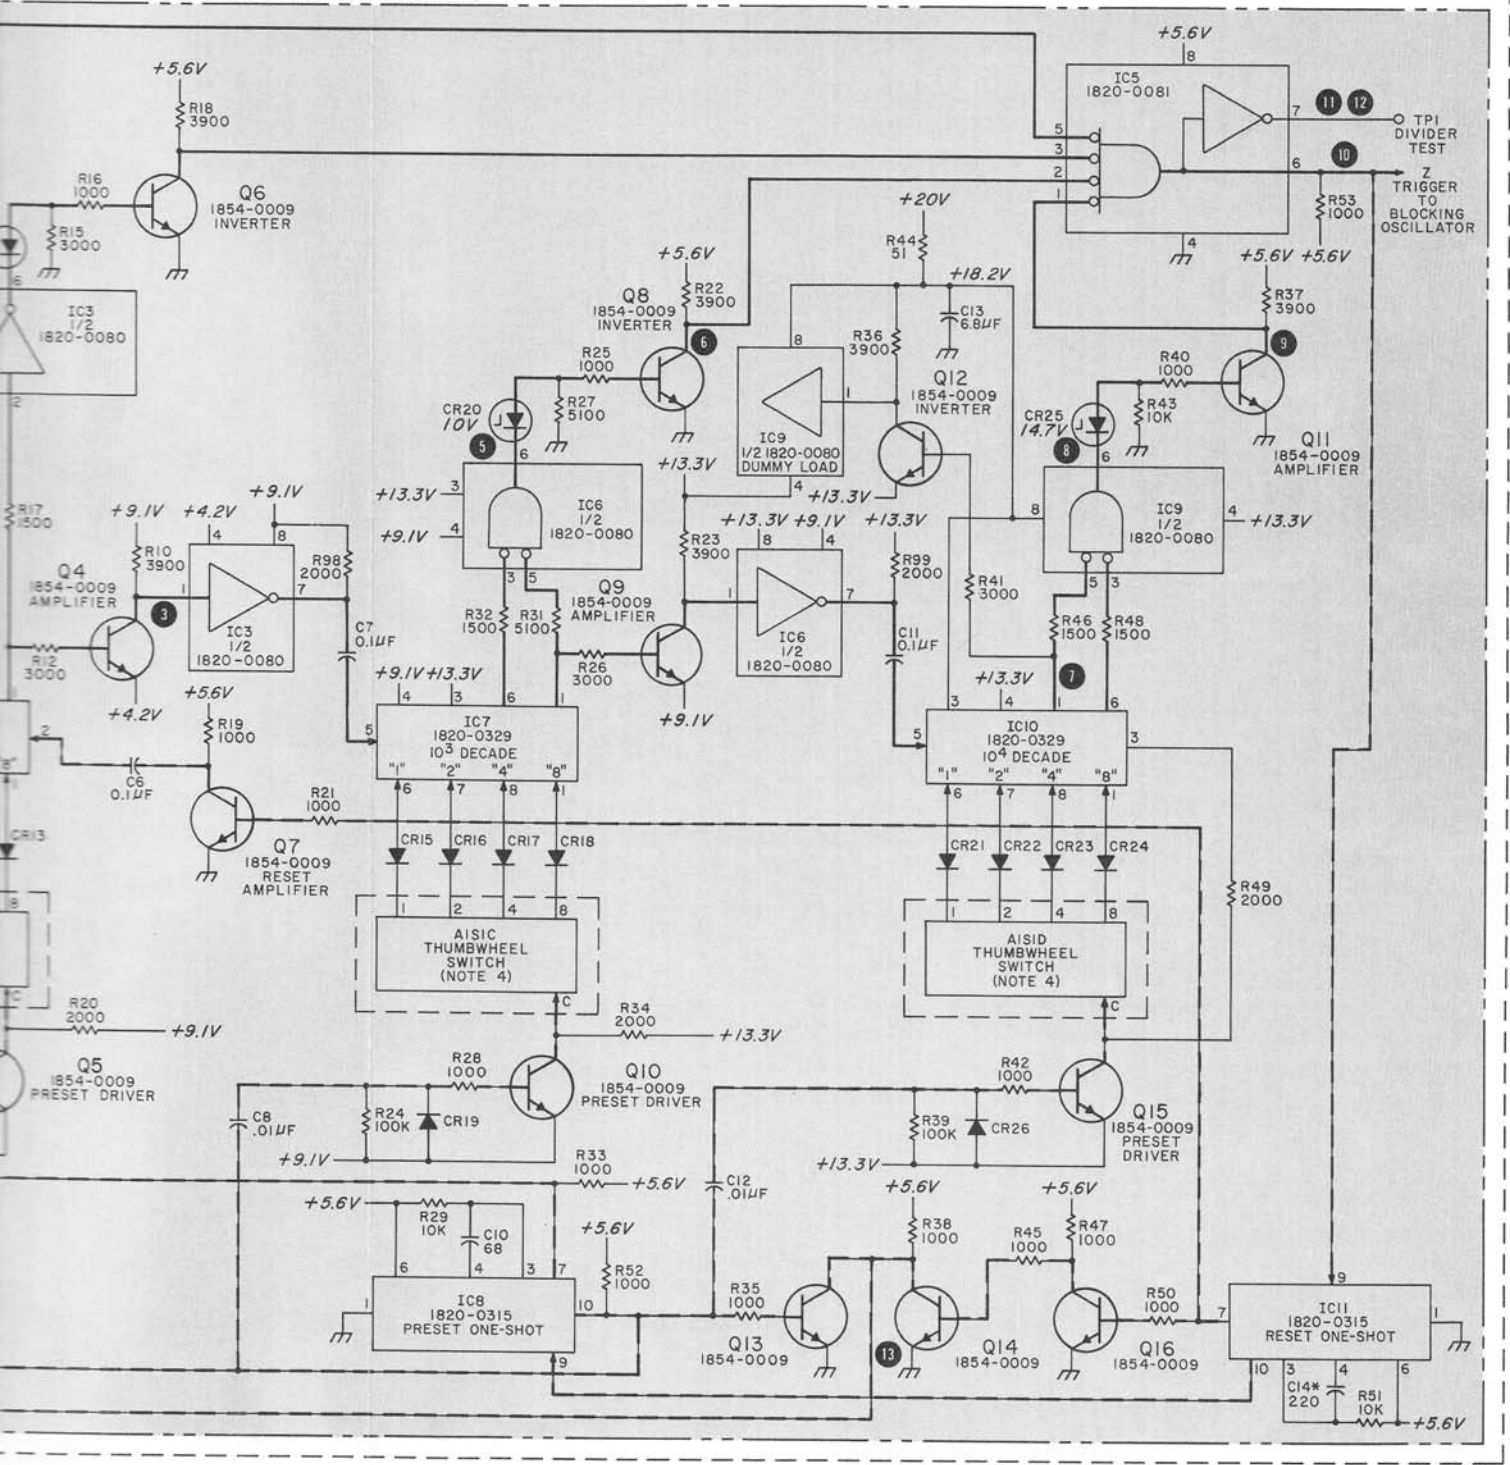 +5.6V
R18
3900
R16
1000
R15
3000
Q6
1854-0009
INVERTER
6
IC3
1/2
1820-0080
2
R17
1500
+5.6V
8
IC5
1820-0081
5
3
2
1
4
7
11
12
TP1
DIVIDER
TEST
6
10
Z
TRIGGER
TO
BLOCKING
OSCILLATOR
R53
1000
+5.6V
+5.6V
R37
3900
9
Q11
1854-0009
AMPLIFIER
R40
1000
R43
10K
CR25
14.7V
8
6
IC9
1/2
1820-0080
8
4
+13.3V
5
3
R46
1500
R48
1500
7
+20V
R44
51
+18.2V
C13
6.8µF
R36
3900
Q12
1854-0009
INVERTER
8
1
IC9
1/2 1820-0080
DUMMY LOAD
4
+13.3V
R41
3000
+5.6V
R22
3900
Q8
1854-0009
INVERTER
6
R25
1000
R27
5100
CR20
10V
5
6
+13.3V
3
+9.1V
4
IC6
1/2
1820-0080
3
5
R32
1500
R31
5100
+13.3V
R23
3900
Q9
1854-0009
AMPLIFIER
R26
3000
+9.1V
+13.3V
+9.1V
8
4
1
7
IC6
1/2
1820-0080
+13.3V
R99
2000
C11
0.1µF
Q4
1854-0009
AMPLIFIER
+9.1V
R10
3900
3
R12
3000
+4.2V
+4.2V
4
+9.1V
8
1
7
IC3
1/2
1820-0080
R98
2000
C7
0.1µF
+5.6V
R19
1000
2
C6
0.1µF
R21
1000
Q7
1854-0009
RESET
AMPLIFIER
+9.1V
+13.3V
4
3
6
1
5
IC7
1820-0329
10³ DECADE
"1"
"2"
"4"
"8"
6
7
8
1
CR15
CR16
CR17
CR18
1
2
4
8
A1S1C
THUMBWHEEL
SWITCH
(NOTE 4)
C
R34
2000
+13.3V
+13.3V
3
4
1
6
5
IC10
1820-0329
10⁴ DECADE
3
"1"
"2"
"4"
"8"
6
7
8
1
CR21
CR22
CR23
CR24
1
2
4
8
A1S1D
THUMBWHEEL
SWITCH
(NOTE 4)
C
R49
2000
CR13
8
C
R20
2000
+9.1V
Q5
1854-0009
PRESET DRIVER
R28
1000
Q10
1854-0009
PRESET DRIVER
C8
.01µF
R24
100K
CR19
+9.1V
R42
1000
Q15
1854-0009
PRESET
DRIVER
R39
100K
CR26
+13.3V
C12
.01µF
R33
1000
+5.6V
+5.6V
R29
10K
C10
68
6
4
3
7
1
IC8
1820-0315
PRESET ONE-SHOT
10
9
+5.6V
R52
1000
R35
1000
Q13
1854-0009
+5.6V
R38
1000
13
Q14
1854-0009
R45
1000
+5.6V
R47
1000
Q16
1854-0009
R50
1000
7
9
IC11
1820-0315
RESET ONE-SHOT
1
10
3
4
6
C14*
220
R51
10K
+5.6V